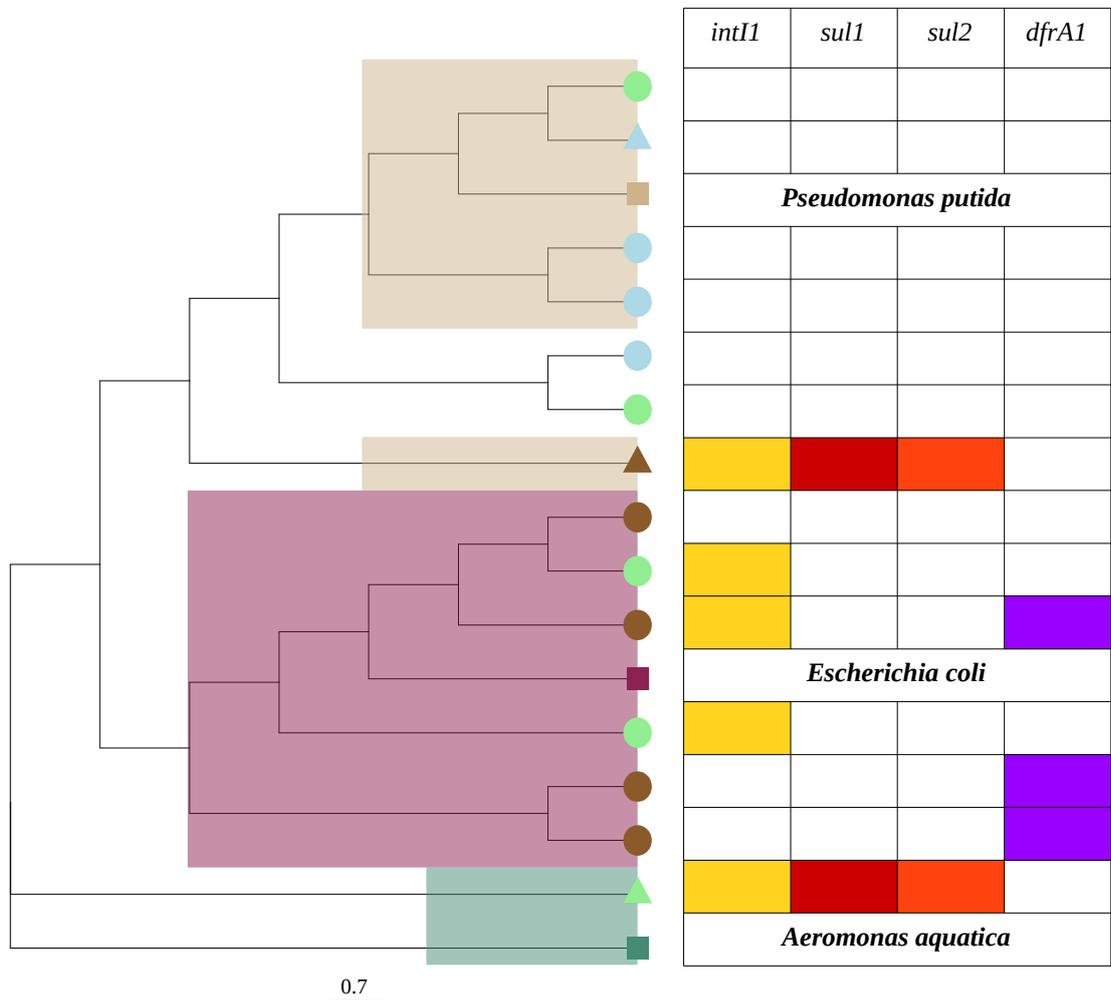 intI1 sul1 sul2 dfrA1
Pseudomonas putida
Escherichia coli
Aeromonas aquatica
0.7